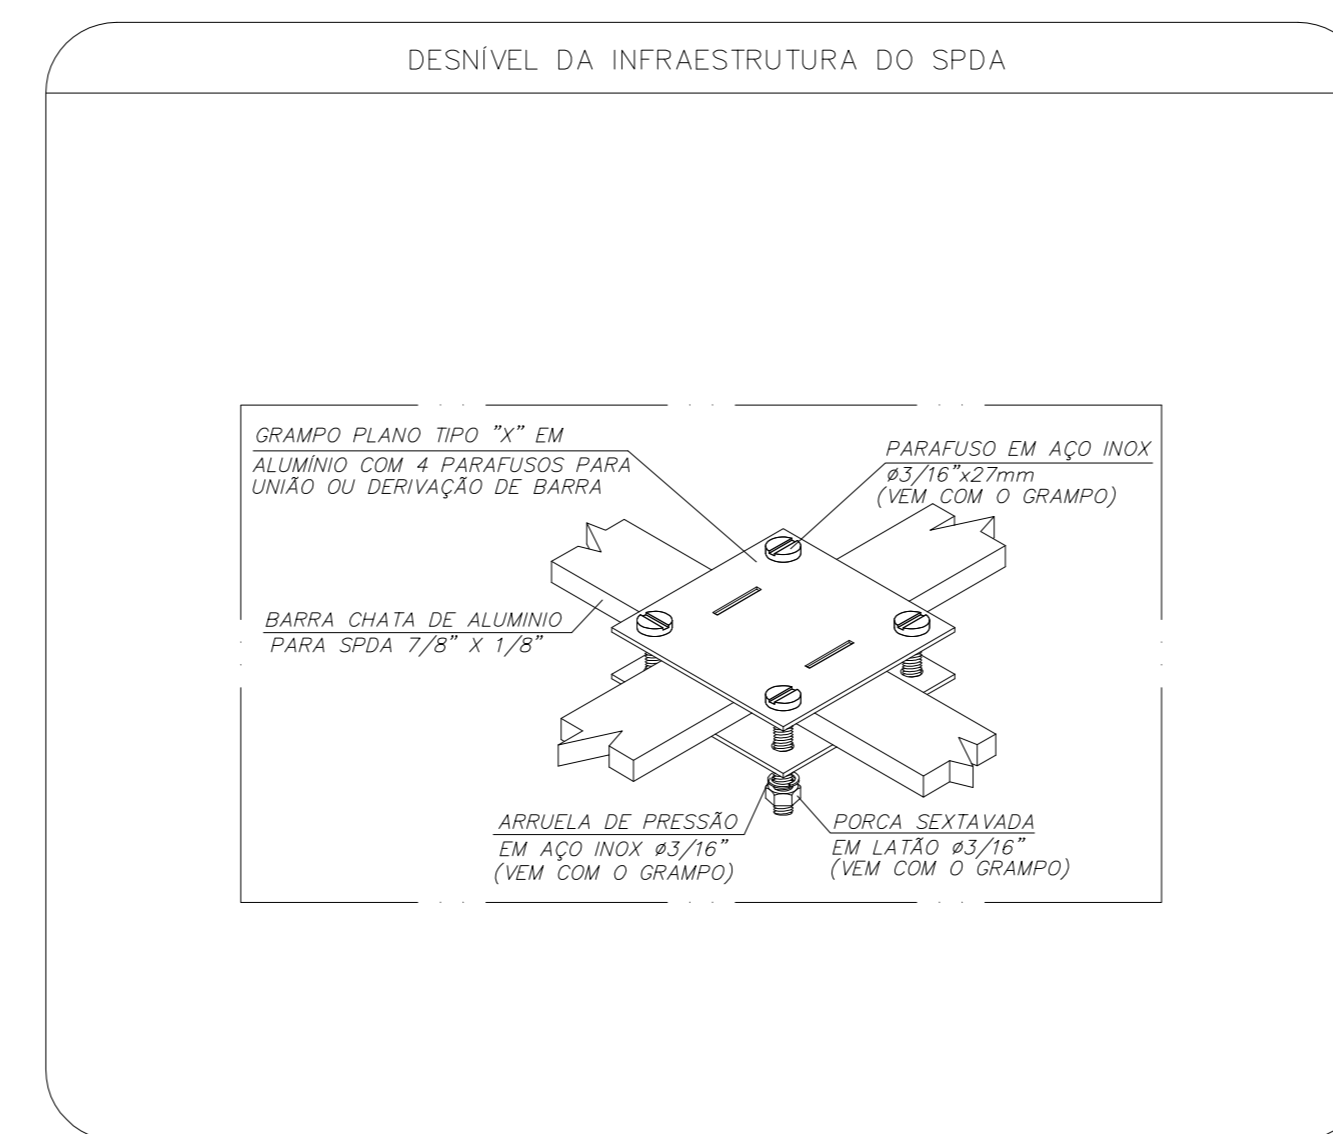 DESNÍVEL DA INFRAESTRUTURA DO SPDA
GRAMPO PLANO TIPO "X" EM
ALUMÍNIO COM 4 PARAFUSOS PARA
UNIÃO OU DERIVAÇÃO DE BARRA
PARAFUSO EM AÇO INOX
ø3/16"x27mm
(VEM COM O GRAMPO)
BARRA CHATA DE ALUMINIO
PARA SPDA 7/8" X 1/8"
ARRUELA DE PRESSÃO
EM AÇO INOX ø3/16"
(VEM COM O GRAMPO)
PORCA SEXTAVADA
EM LATÃO ø3/16"
(VEM COM O GRAMPO)